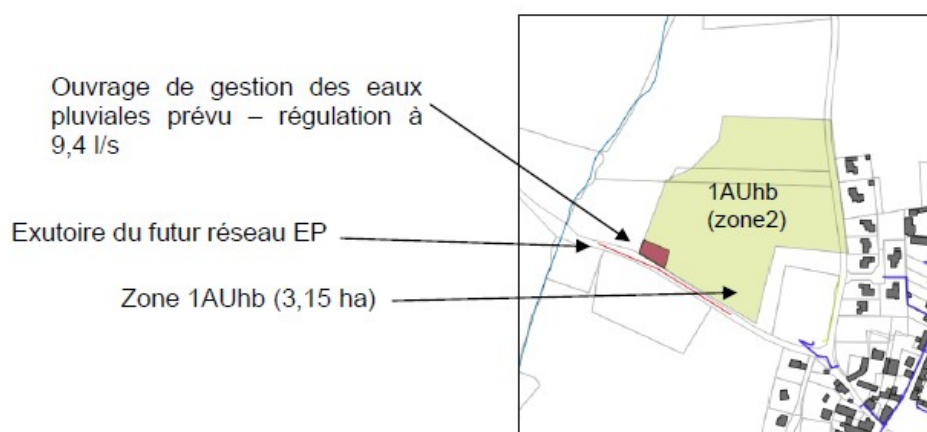 Ouvrage de gestion des eaux
pluviales prévu – régulation à
9,4 l/s
Exutoire du futur réseau EP
Zone 1AUhb (3,15 ha)
1AUhb
(zone2)